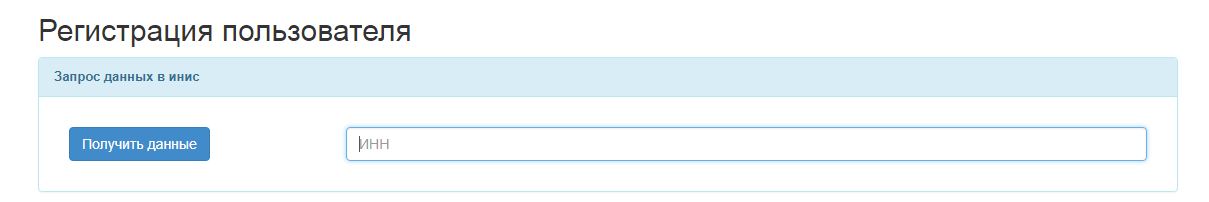 Регистрация пользователя
Запрос данных в инис
Получить данные
ИНН